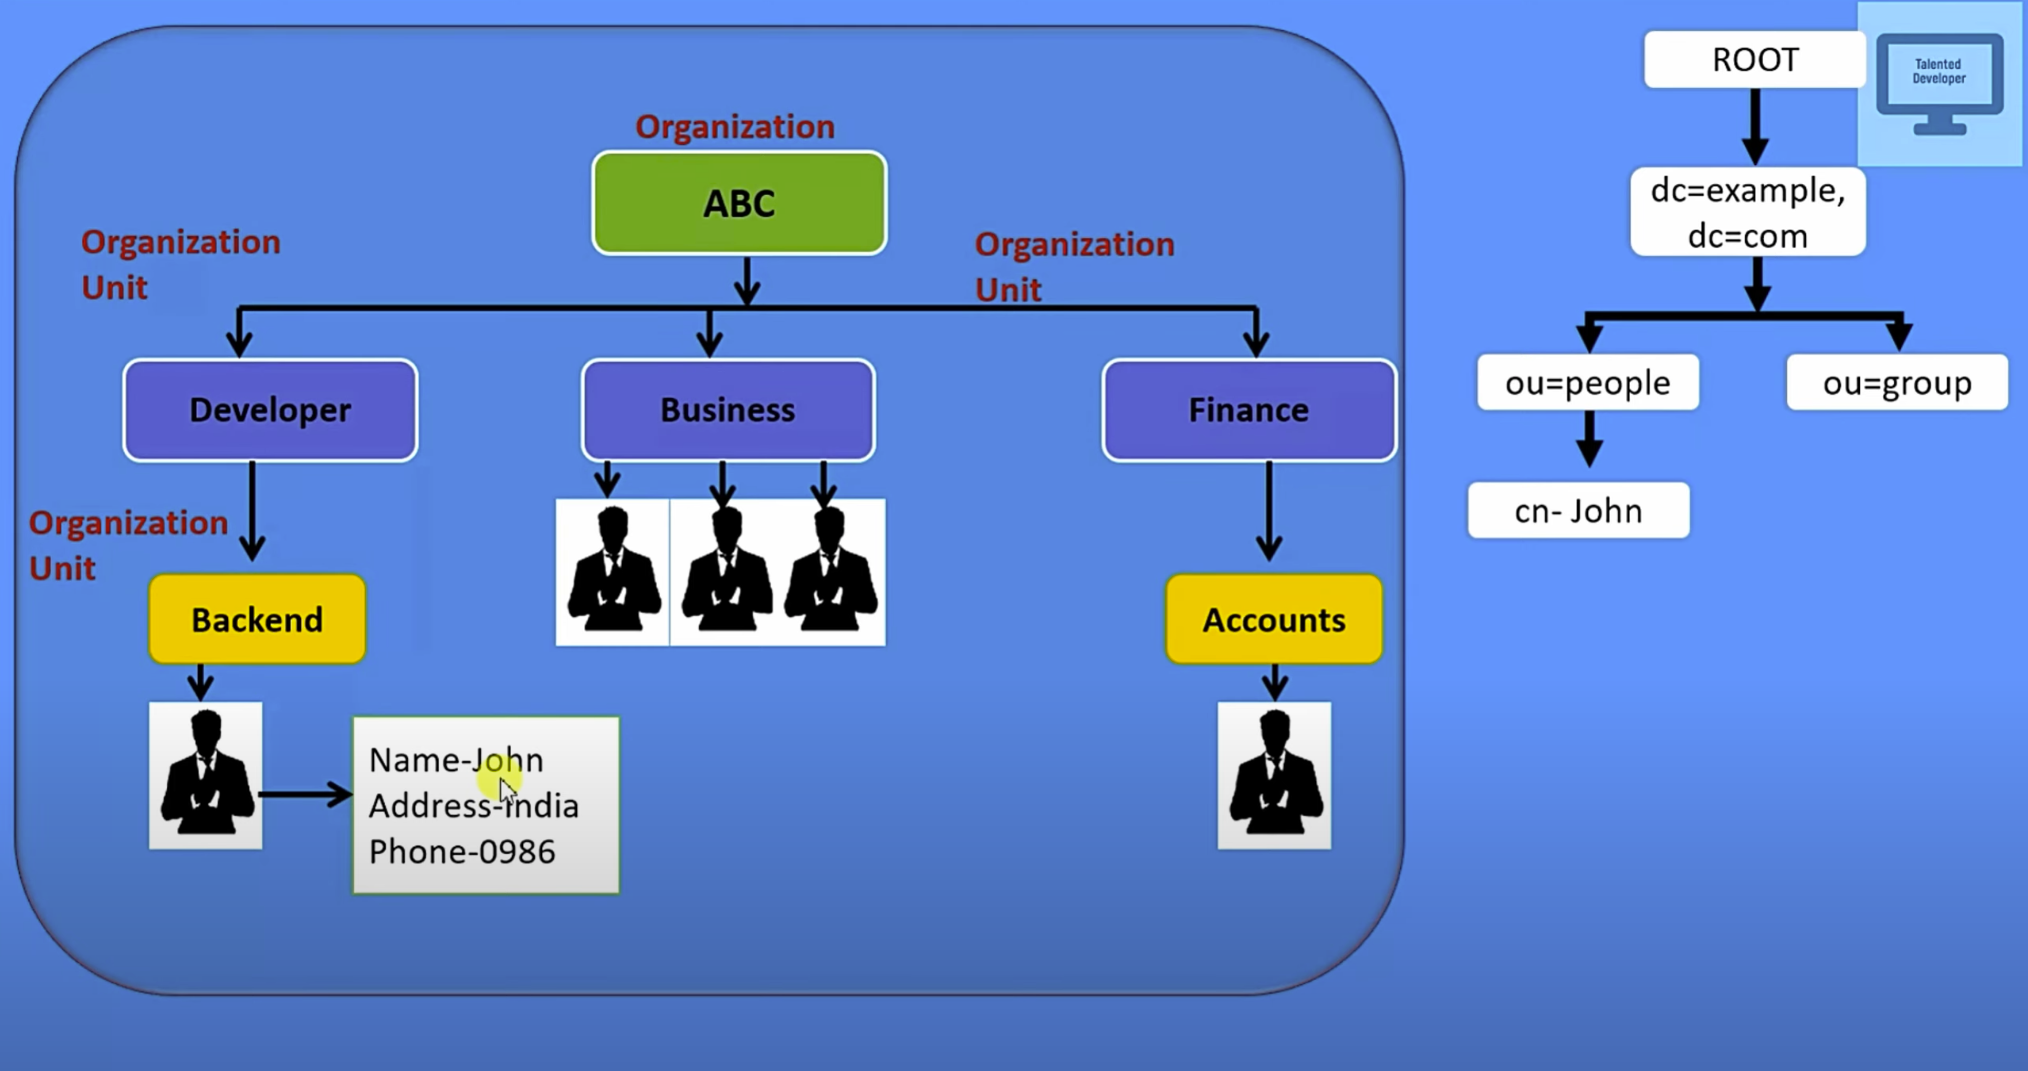 Organization
ABC
Organization
Unit
Organization
Unit
Developer
Business
Finance
Organization
Unit
Backend
Accounts
Name-John
Address-India
Phone-0986
ROOT
Talented
Developer
dc=example,
dc=com
ou=people
ou=group
cn- John